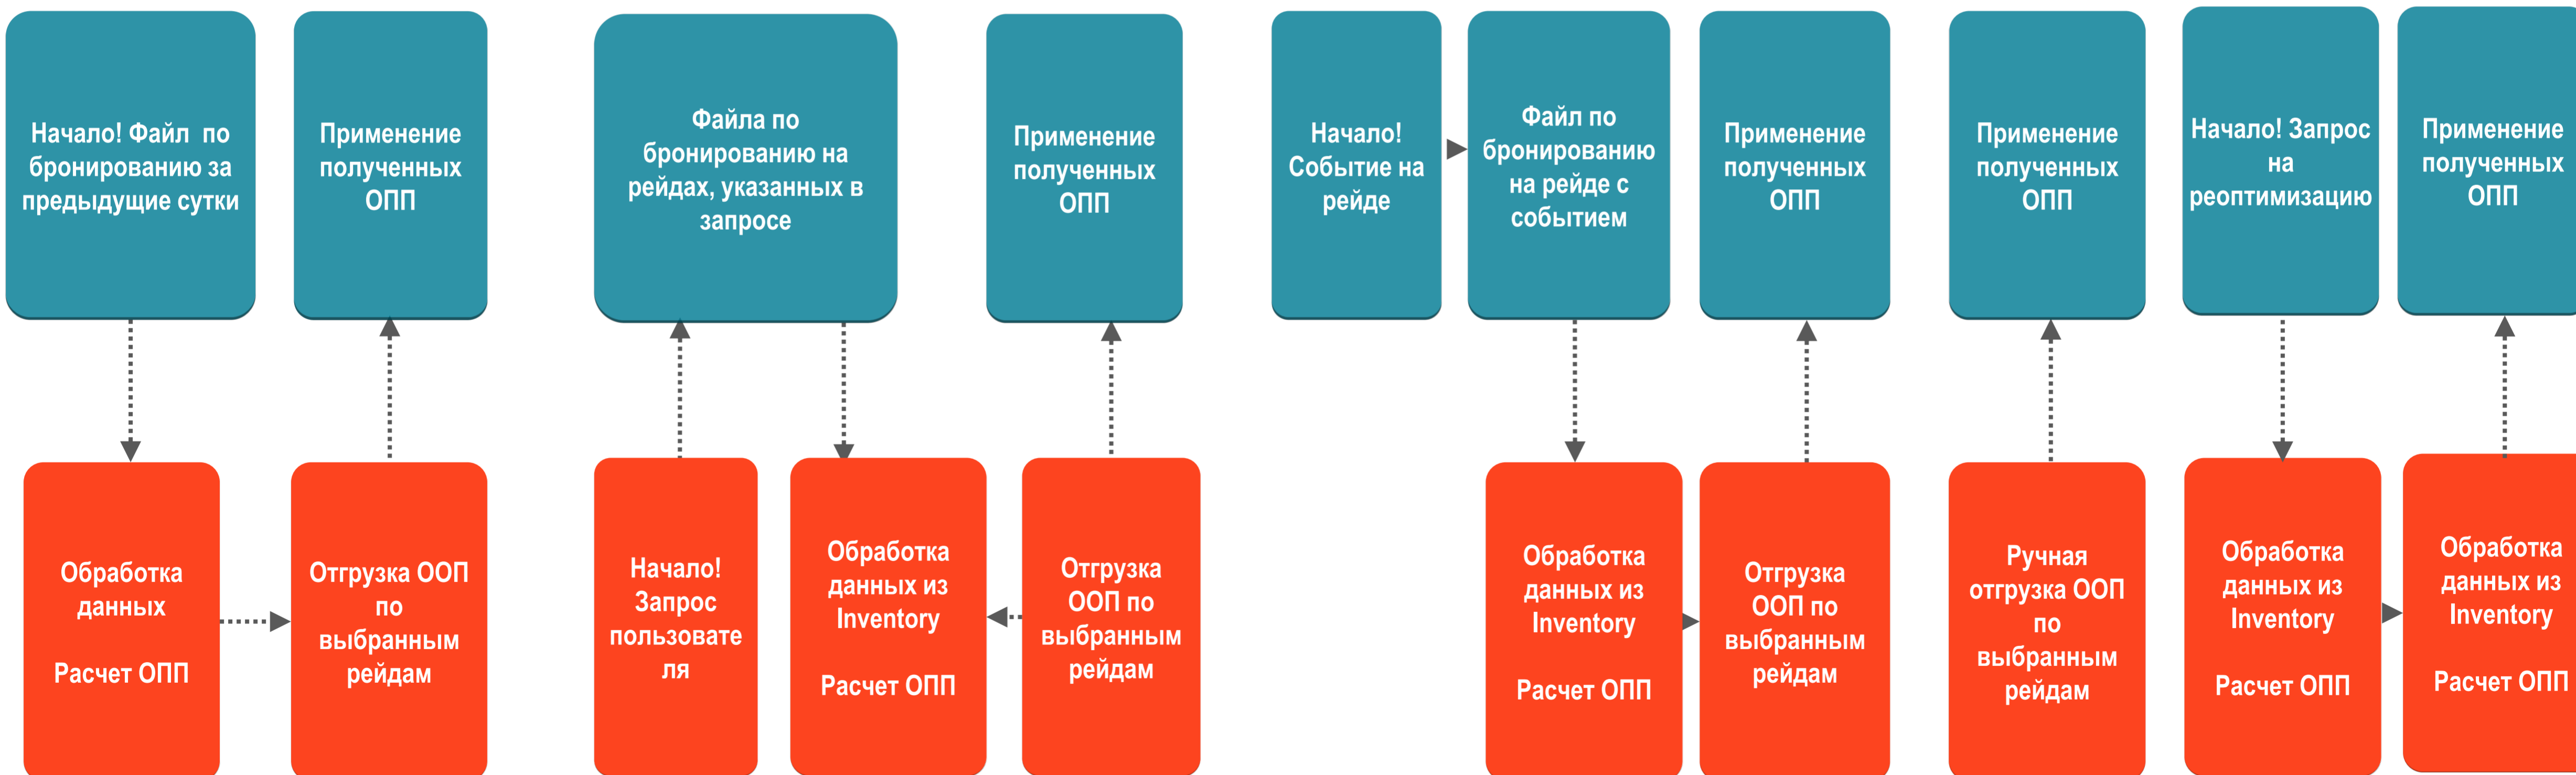 Начало! Файл по
бронированию за
предыдущие сутки
Применение
полученных
ОПП
Файла по
бронированию на
рейдах, указанных в
запросе
Применение
полученных
ОПП
Начало!
Событие на
рейде
Файл по
бронированию
на рейде с
событием
Применение
полученных
ОПП
Применение
полученных
ОПП
Начало! Запрос
на
реоптимизацию
Применение
полученных
ОПП
Обработка
данных
Расчет ОПП
Отгрузка ООП
по
выбранным
рейдам
Начало!
Запрос
пользовате
ля
Обработка
данных из
Inventory
Расчет ОПП
Отгрузка
ООП по
выбранным
рейдам
Обработка
данных из
Inventory
Расчет ОПП
Отгрузка
ООП по
выбранным
рейдам
Ручная
отгрузка ООП
по
выбранным
рейдам
Обработка
данных из
Inventory
Расчет ОПП
Обработка
данных из
Inventory
Расчет ОПП